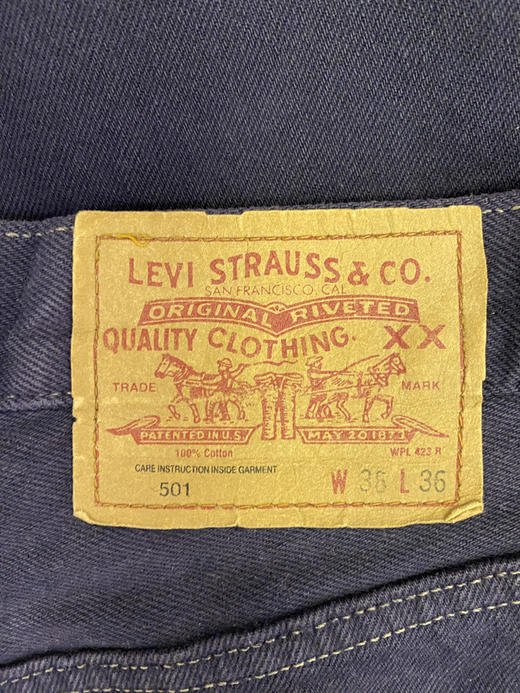 LEVI STRAUSS & CO.
SAN FRANCISCO, CAL.
ORIGINAL RIVETED
QUALITY CLOTHING. XX
TRADE MARK
PATENTED IN U.S. MAY 20 1873
100% Cotton WPL 423 R
CARE INSTRUCTION INSIDE GARMENT
501 W 36 L 36